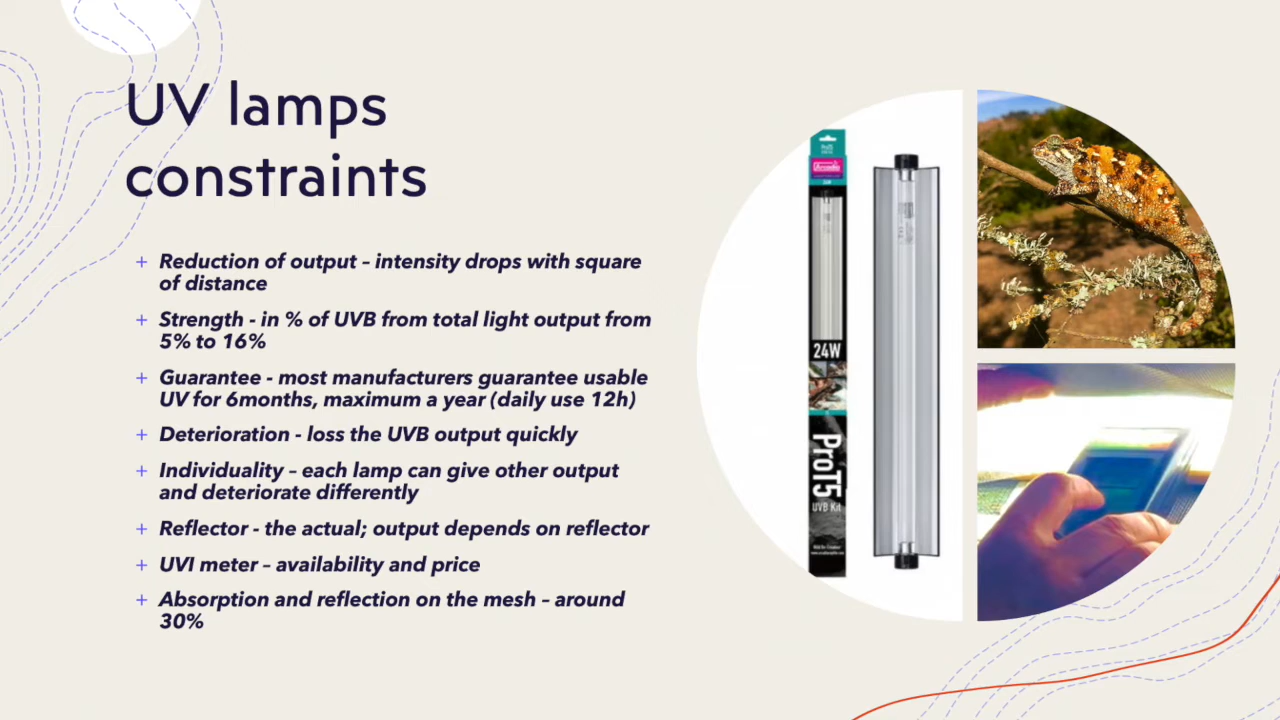 UV lamps
constraints
+ Reduction of output – intensity drops with square
of distance
+ Strength - in % of UVB from total light output from
5% to 16%
+ Guarantee - most manufacturers guarantee usable
UV for 6months, maximum a year (daily use 12h)
+ Deterioration - loss the UVB output quickly
+ Individuality – each lamp can give other output
and deteriorate differently
+ Reflector - the actual; output depends on reflector
+ UVI meter – availability and price
+ Absorption and reflection on the mesh – around
30%
Arcadia
24W
ProT5
UVB Kit